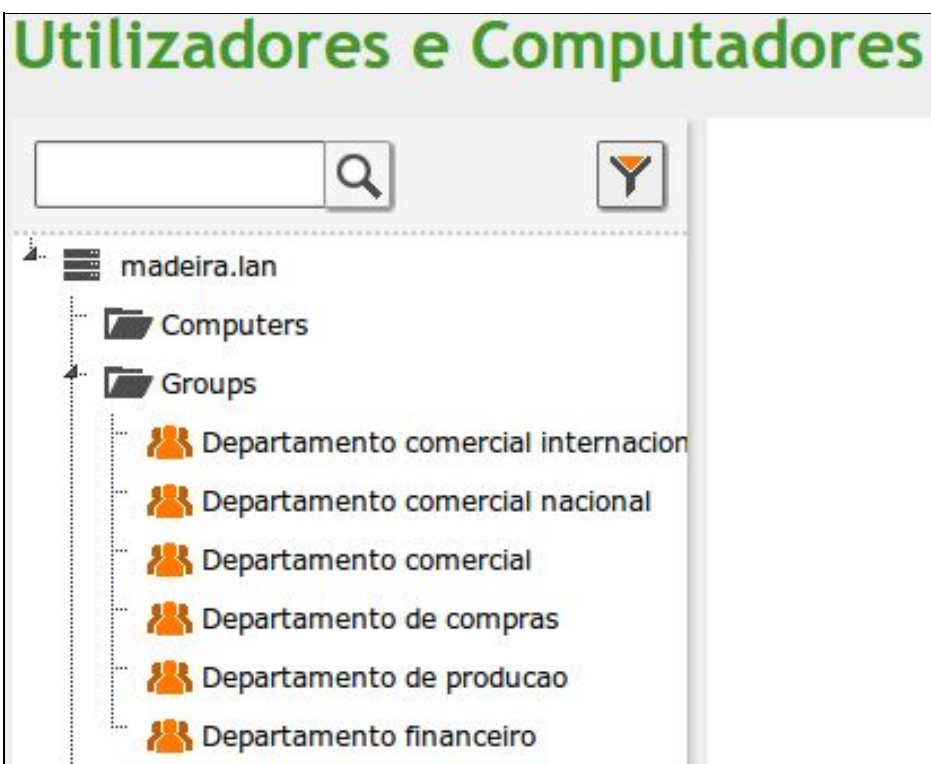 Utilizadores e Computadores
madeira.lan
Computers
Groups
Departamento comercial internacion
Departamento comercial nacional
Departamento comercial
Departamento de compras
Departamento de producao
Departamento financeiro